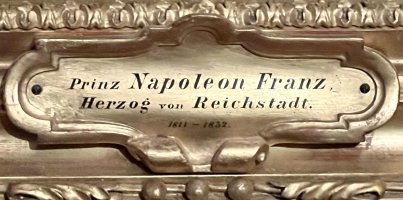 Prinz Napoleon Franz,
Herzog von Reichstadt.
1811 – 1832.